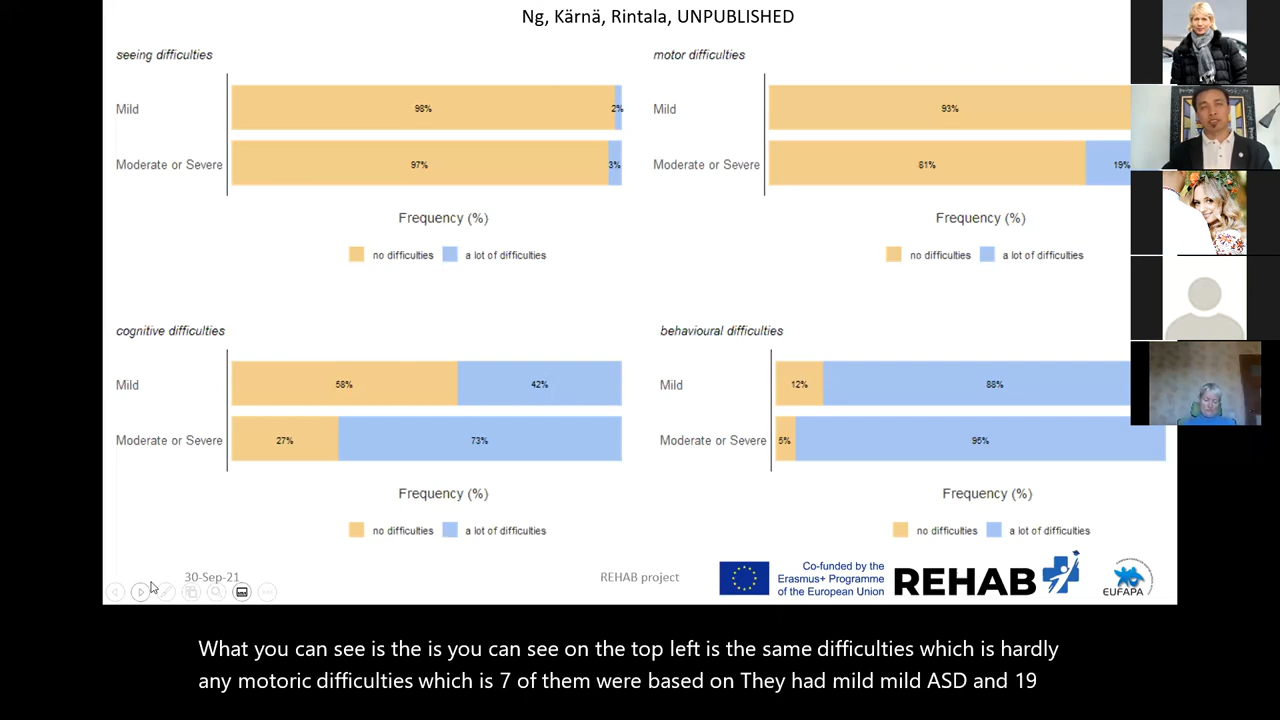 Ng, Kärnä, Rintala, UNPUBLISHED
seeing difficulties
Mild
98%
2%
Moderate or Severe
97%
3%
Frequency (%)
no difficulties
a lot of difficulties
motor difficulties
Mild
93%
Moderate or Severe
81%
19%
Frequency (%)
no difficulties
a lot of difficulties
cognitive difficulties
Mild
58%
42%
Moderate or Severe
27%
73%
Frequency (%)
no difficulties
a lot of difficulties
behavioural difficulties
Mild
12%
88%
Moderate or Severe
5%
95%
Frequency (%)
no difficulties
a lot of difficulties
30-Sep-21
REHAB project
Co-funded by the
Erasmus+ Programme
of the European Union
REHAB
EUFAPA
What you can see is the is you can see on the top left is the same difficulties which is hardly
any motoric difficulties which is 7 of them were based on They had mild mild ASD and 19